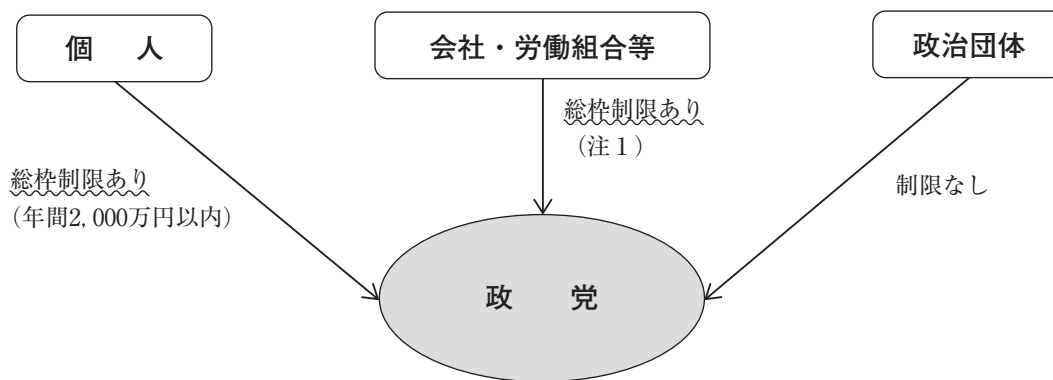 個　人
会社・労働組合等
政治団体
総枠制限あり
（注１）
総枠制限あり
（年間2,000万円以内）
制限なし
政　党